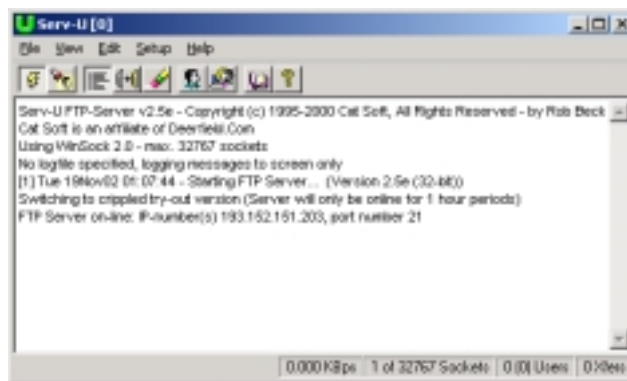 Serv-U [0]
File View Edit Setup Help
Serv-U FTP-Server v2.5e - Copyright (c) 1995-2000 Cat Soft, All Rights Reserved - by Rob Beck
Cat Soft is an affiliate of Deerfield.Com
Using WinSock 2.0 - max. 32767 sockets
No logfile specified, logging messages to screen only
[1] Tue 19Nov02 01:07:44 - Starting FTP Server... (Version 2.5e (32-bit))
Switching to crippled try-out version (Server will only be online for 1 hour periods)
FTP Server on-line: IP-number(s) 193.152.151.203, port number 21
0.000 KBps 1 of 32767 Sockets 0 (0) Users 0 Xfers